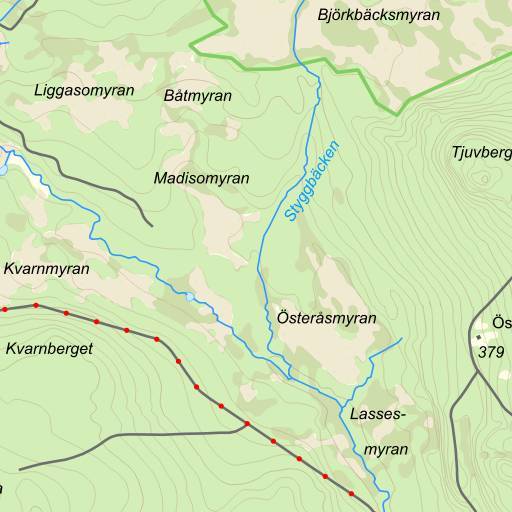 Björkbäcksmyran
Liggasomyran
Båtmyran
Tjuvberg
Styggbäcken
Madisomyran
Kvarnmyran
Österåsmyran
Ös
Kvarnberget
379
Lasses-
myran
a